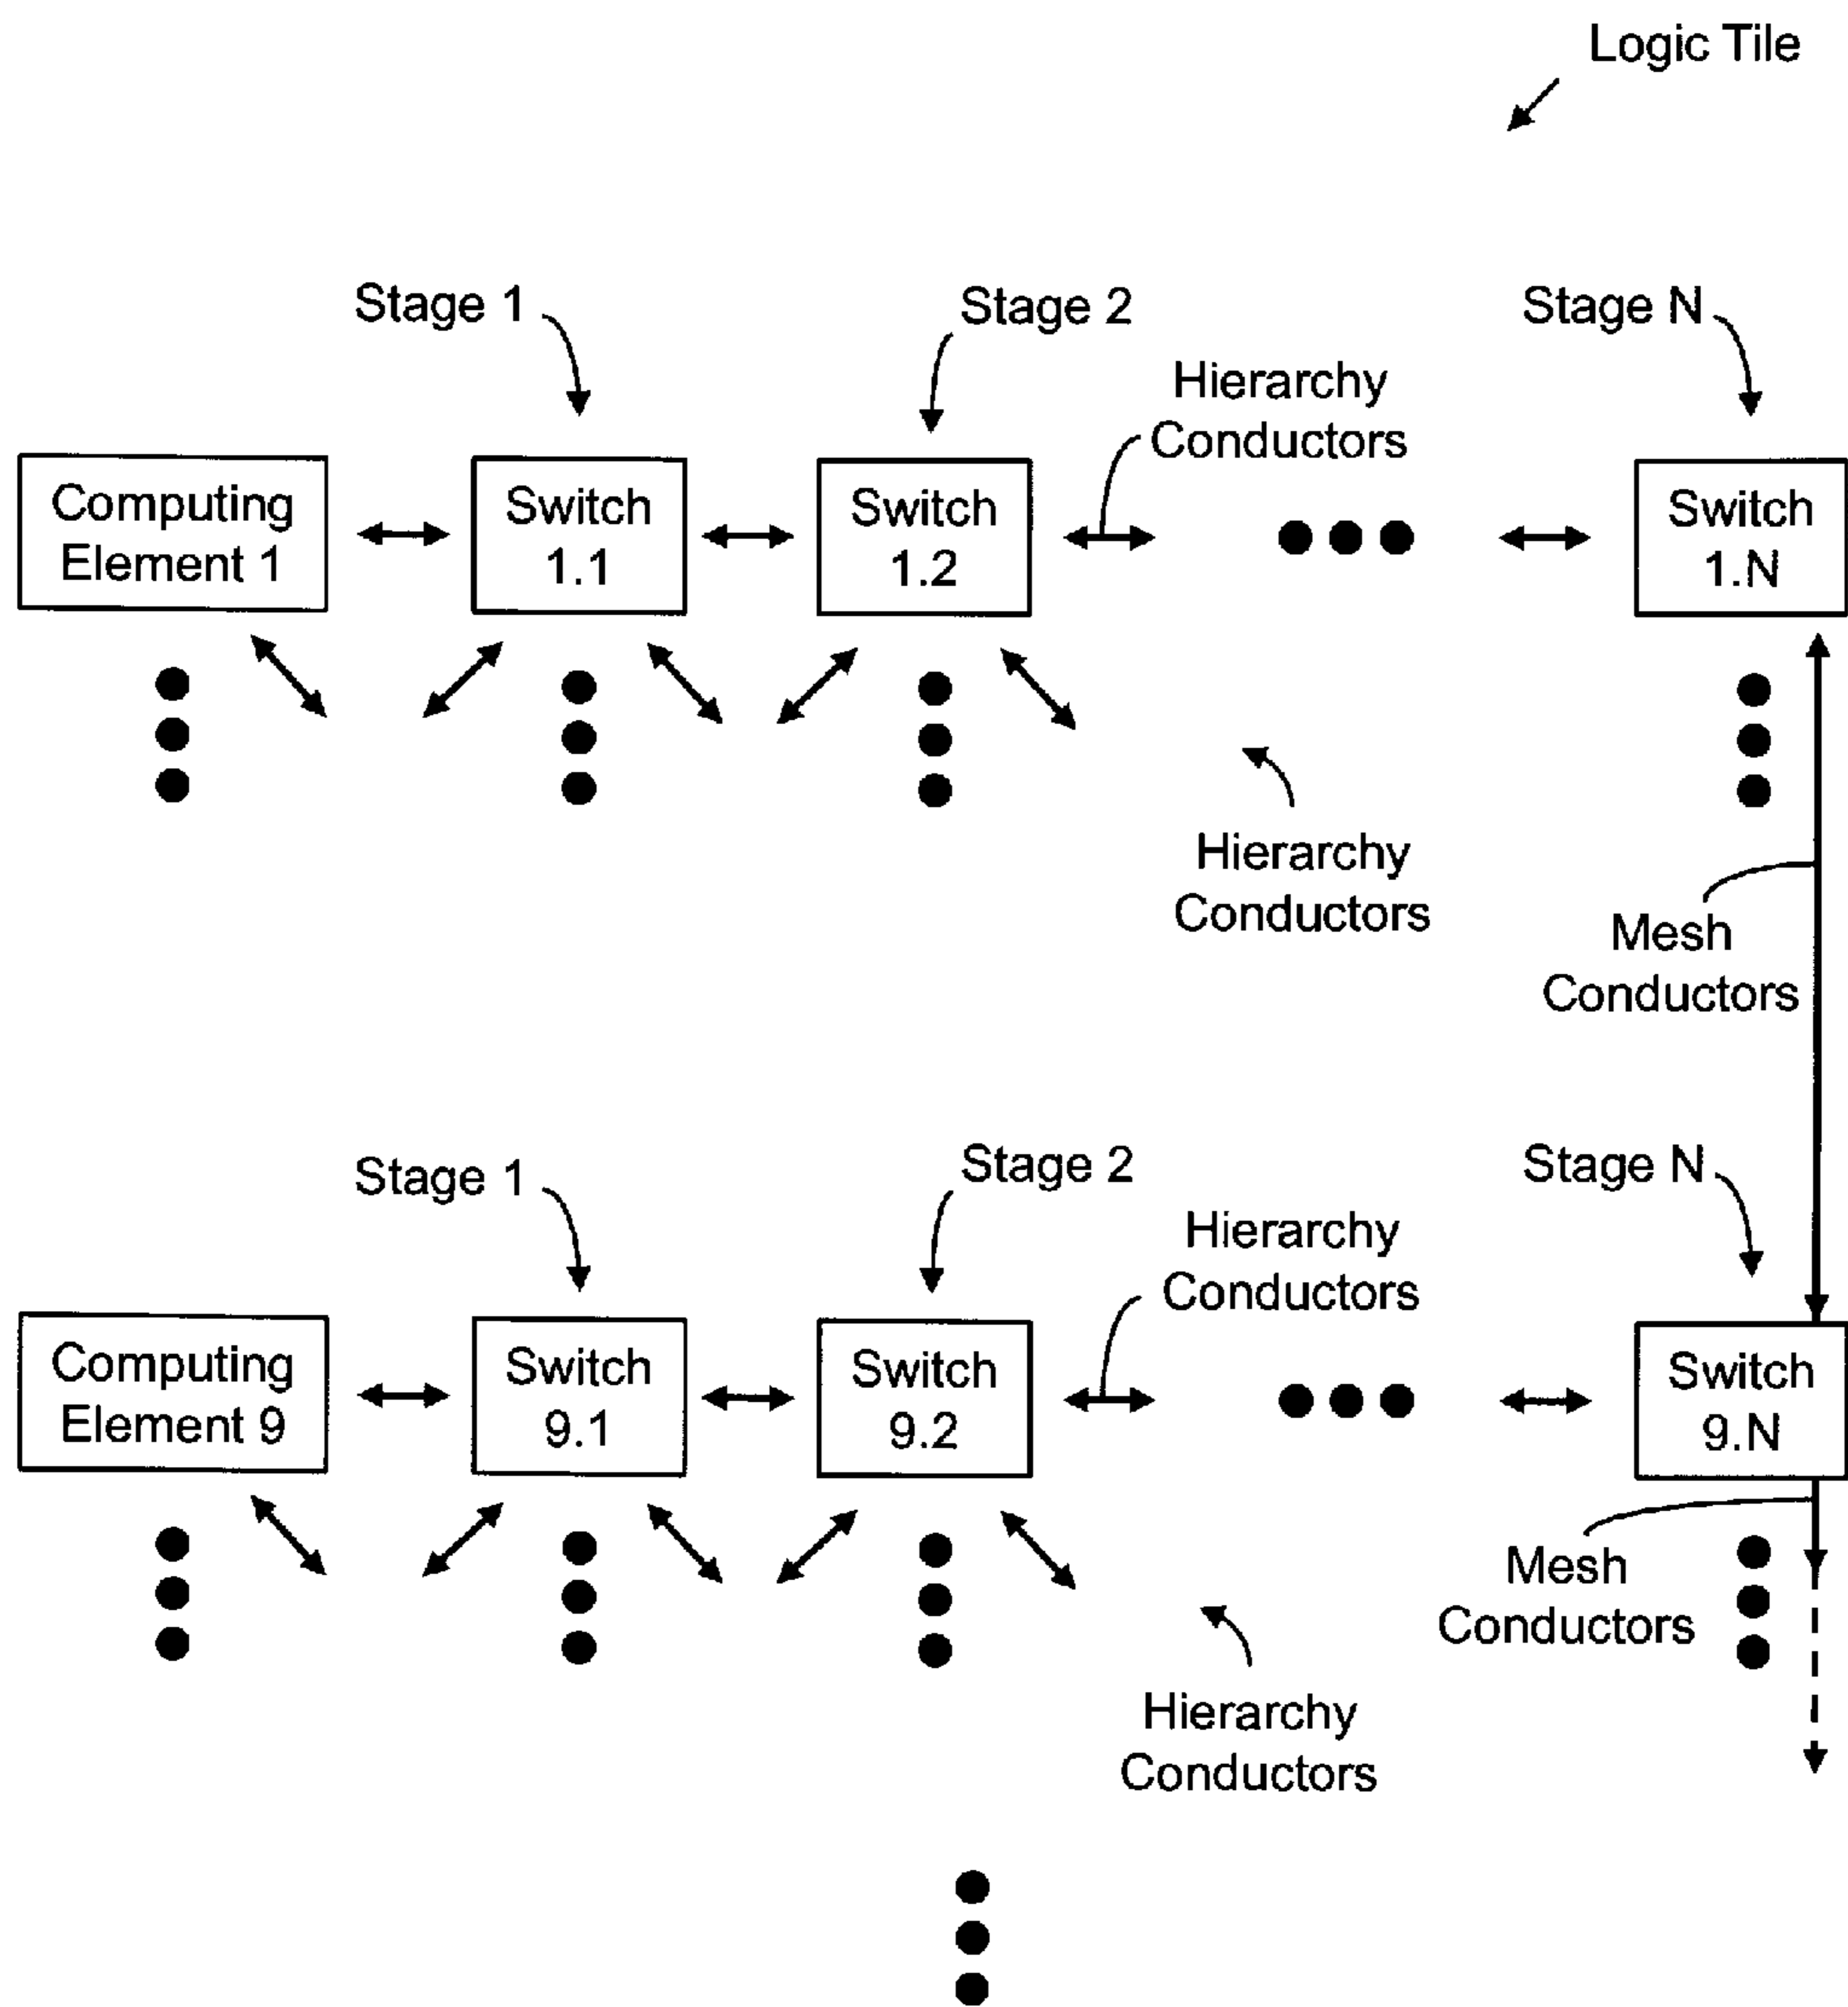 Logic Tile
Stage 1
Stage 2
Stage N
Hierarchy
Conductors
Computing
Element 1
Switch
1.1
Switch
1.2
Switch
1.N
Hierarchy
Conductors
Mesh
Conductors
Stage 1
Stage 2
Stage N
Hierarchy
Conductors
Computing
Element 9
Switch
9.1
Switch
9.2
Switch
9.N
Mesh
Conductors
Hierarchy
Conductors